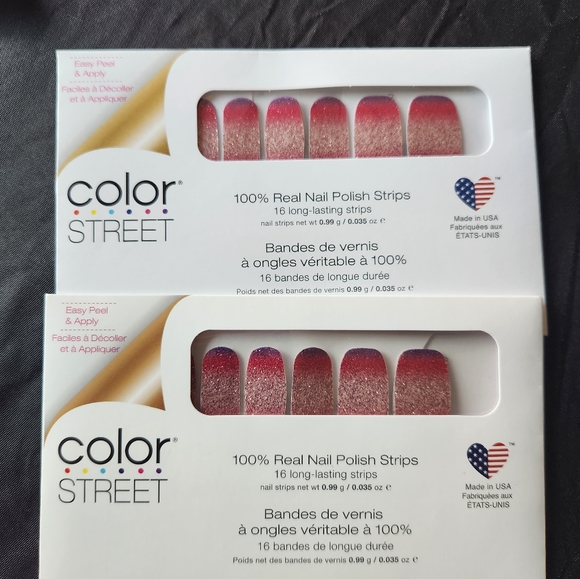 Easy Peel
& Apply
Faciles à Décoller
et à Appliquer
color®
STREET
100% Real Nail Polish Strips
16 long-lasting strips
nail strips net wt 0.99 g / 0.035 oz ℮
Bandes de vernis
à ongles véritable à 100%
16 bandes de longue durée
Poids net des bandes de vernis 0.99 g / 0.035 oz ℮
™
Made in USA
Fabriquées aux
ÉTATS-UNIS
Easy Peel
& Apply
Faciles à Décoller
et à Appliquer
color®
STREET
100% Real Nail Polish Strips
16 long-lasting strips
nail strips net wt 0.99 g / 0.035 oz ℮
Bandes de vernis
à ongles véritable à 100%
16 bandes de longue durée
Poids net des bandes de vernis 0.99 g / 0.035 oz ℮
™
Made in USA
Fabriquées aux
ÉTATS-UNIS